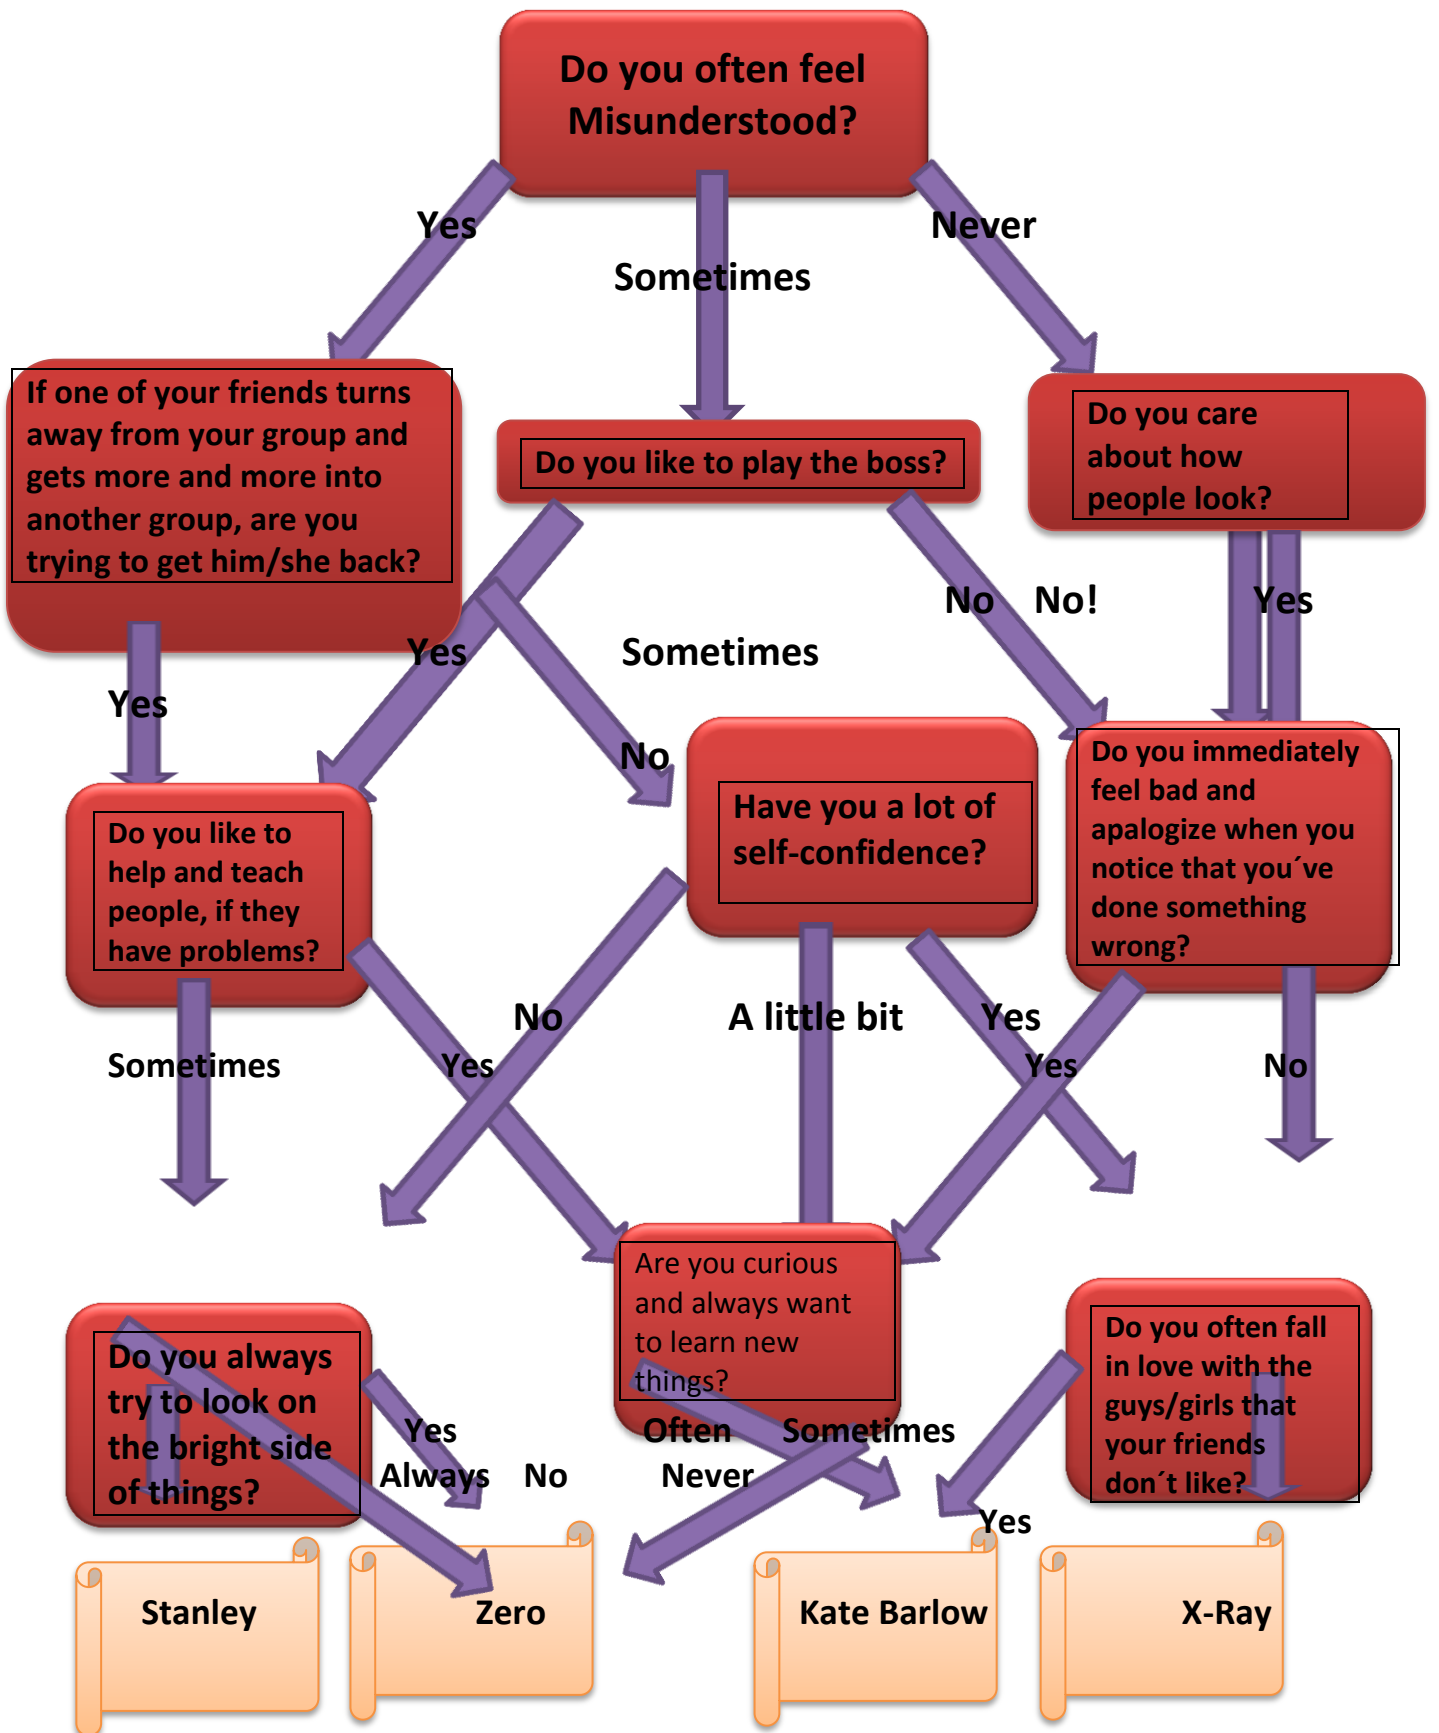 Do you often feel
Misunderstood?
Yes
Never
Sometimes
If one of your friends turns
away from your group and
gets more and more into
another group, are you
trying to get him/she back?
Do you like to play the boss?
Do you care
about how
people look?
No
No!
Yes
Yes
Sometimes
Yes
No
Do you like to
help and teach
people, if they
have problems?
Have you a lot of
self-confidence?
Do you immediately
feel bad and
apalogize when you
notice that you´ve
done something
wrong?
No
A little bit
Yes
Sometimes
Yes
Yes
No
Do you always
try to look on
the bright side
of things?
Are you curious
and always want
to learn new
things?
Do you often fall
in love with the
guys/girls that
your friends
don´t like?
Yes
Often
Sometimes
Always
No
Never
Yes
Stanley
Zero
Kate Barlow
X-Ray